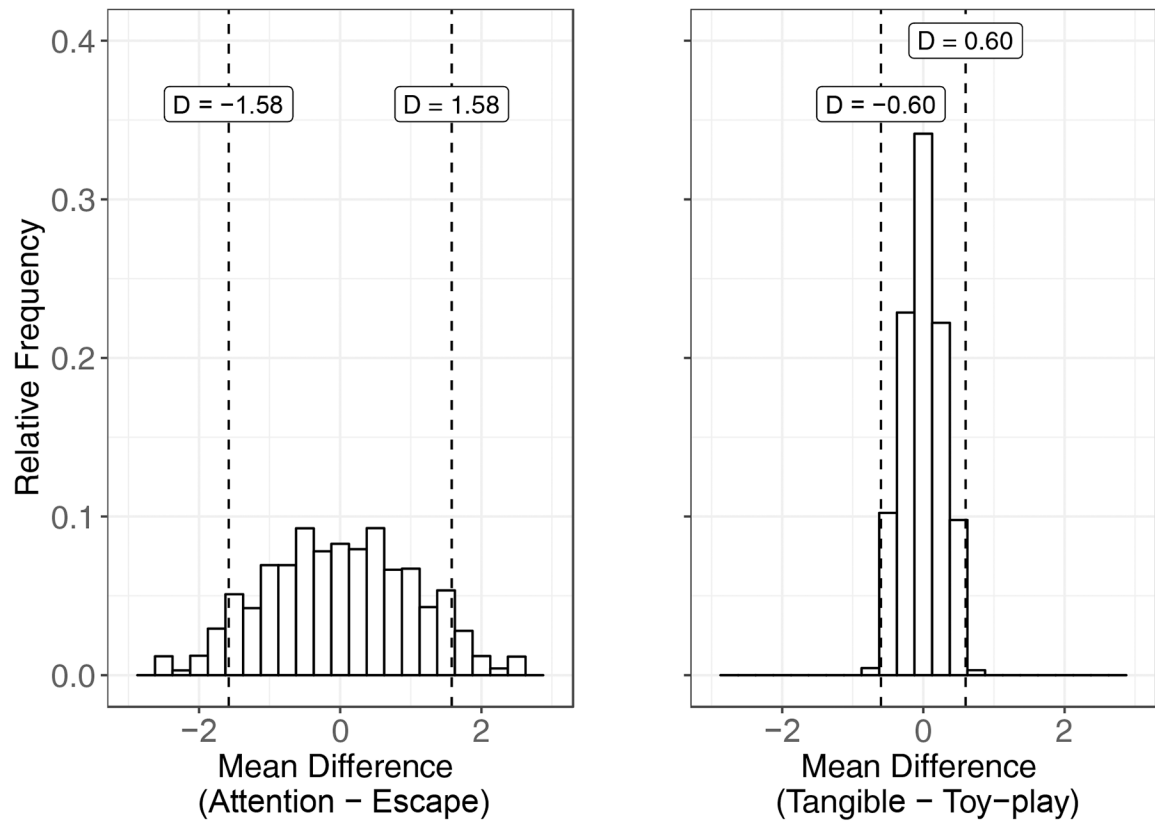 Relative Frequency
0.4
0.3
0.2
0.1
0.0
D = −1.58
D = 1.58
−2
0
2
Mean Difference
(Attention − Escape)
D = 0.60
D = −0.60
−2
0
2
Mean Difference
(Tangible − Toy−play)